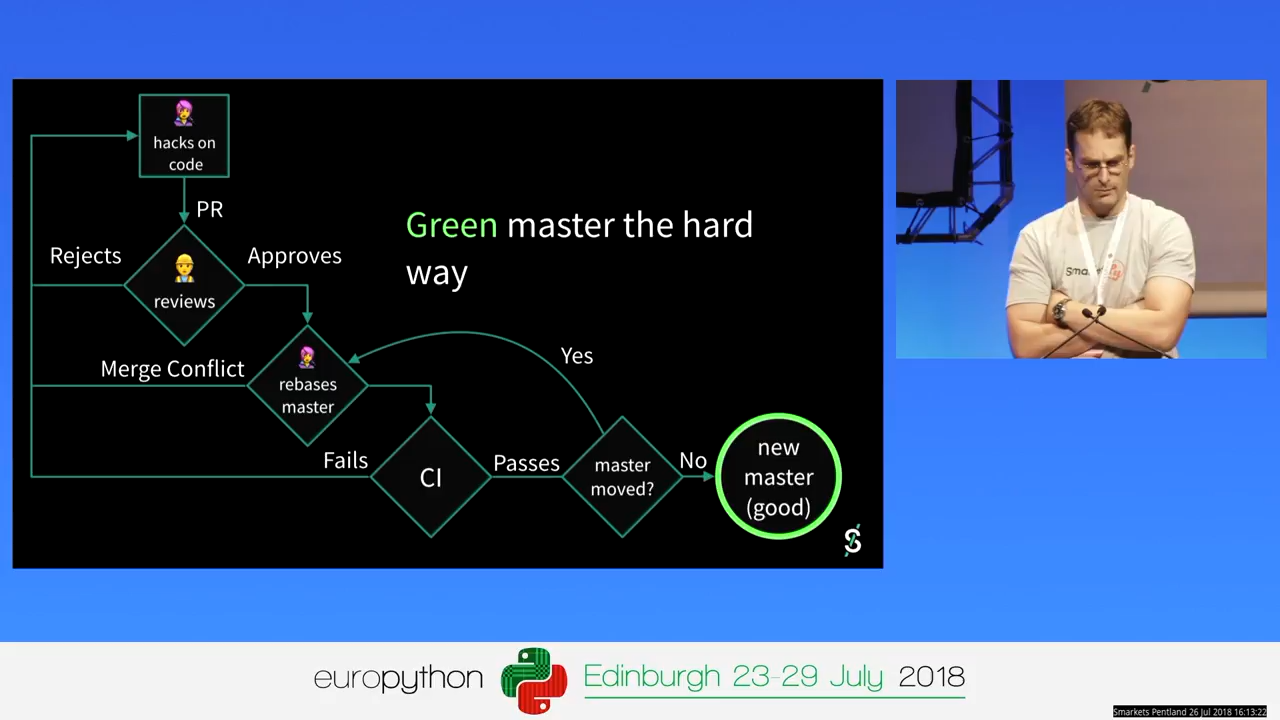 hacks on
code
PR
Rejects
Approves
reviews
Green master the hard
way
Merge Conflict
rebases
master
Yes
Fails
CI
Passes
master
moved?
No
new
master
(good)
S
europython
Edinburgh 23-29 July 2018
Smarkets Pentland 26 Jul 2018 16:13:22